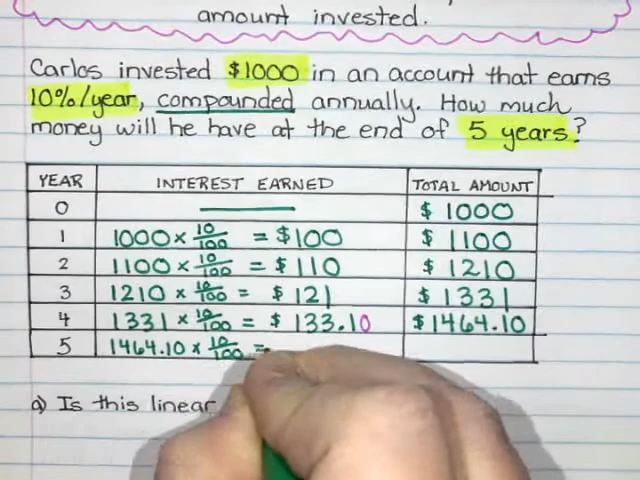 amount invested.
Carlos invested $1000 in an account that earns
10%/year, compounded annually. How much
money will he have at the end of 5 years?
YEAR INTEREST EARNED TOTAL AMOUNT
0 $ 1000
1 1000 × 10/100 = $ 100 $ 1100
2 1100 × 10/100 = $ 110 $ 1210
3 1210 × 10/100 = $ 121 $ 1331
4 1331 × 10/100 = $ 133.10 $ 1464.10
5 1464.10 × 10/100 =
a) Is this linear